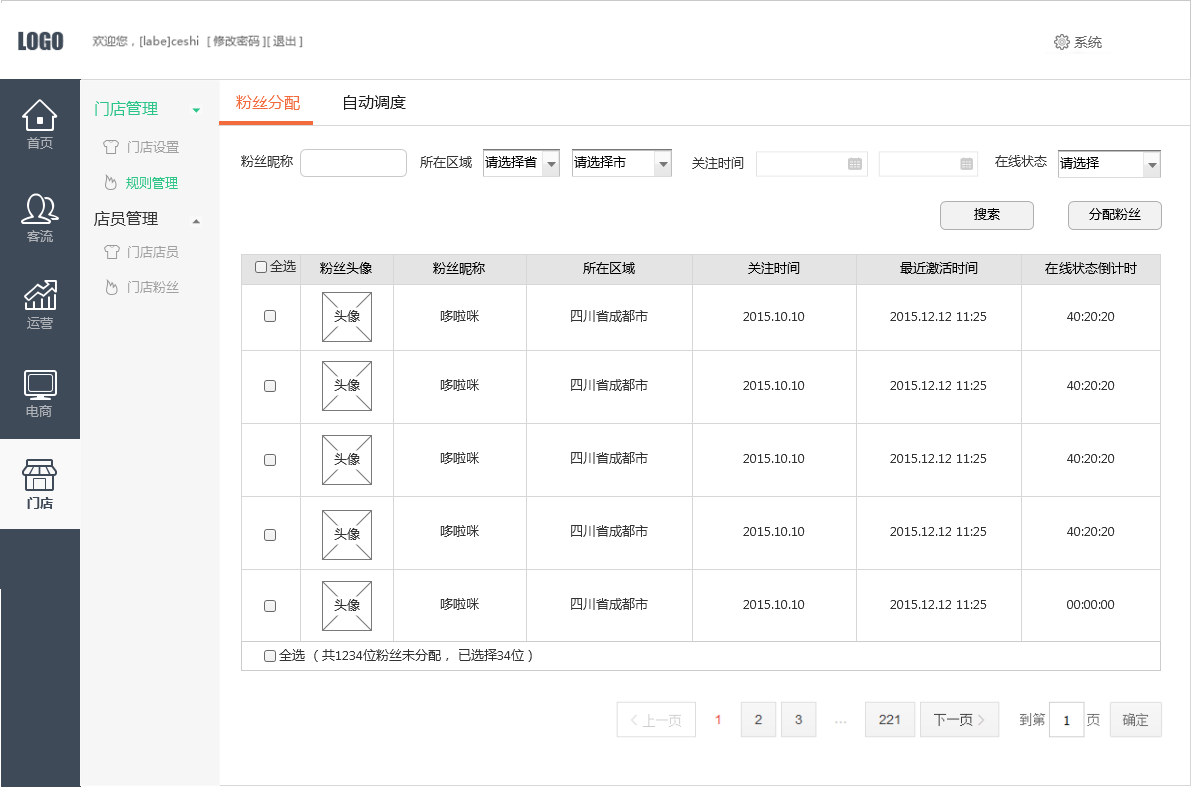 LOGO
欢迎您，[labe]ceshi [ 修改密码 ][ 退出 ]
系统
首页
客流
运营
电商
门店
门店管理
门店设置
规则管理
店员管理
门店店员
门店粉丝
粉丝分配 自动调度
粉丝昵称 所在区域 请选择省 请选择市 关注时间 在线状态 请选择
搜索 分配粉丝
全选 粉丝头像 粉丝昵称 所在区域 关注时间 最近激活时间 在线状态倒计时
头像 哆啦咪 四川省成都市 2015.10.10 2015.12.12 11:25 40:20:20
头像 哆啦咪 四川省成都市 2015.10.10 2015.12.12 11:25 40:20:20
头像 哆啦咪 四川省成都市 2015.10.10 2015.12.12 11:25 40:20:20
头像 哆啦咪 四川省成都市 2015.10.10 2015.12.12 11:25 40:20:20
头像 哆啦咪 四川省成都市 2015.10.10 2015.12.12 11:25 00:00:00
全选 （ 共1234位粉丝未分配 ， 已选择34位 ）
< 上一页 1 2 3 ... 221 下一页 > 到第 1 页 确定